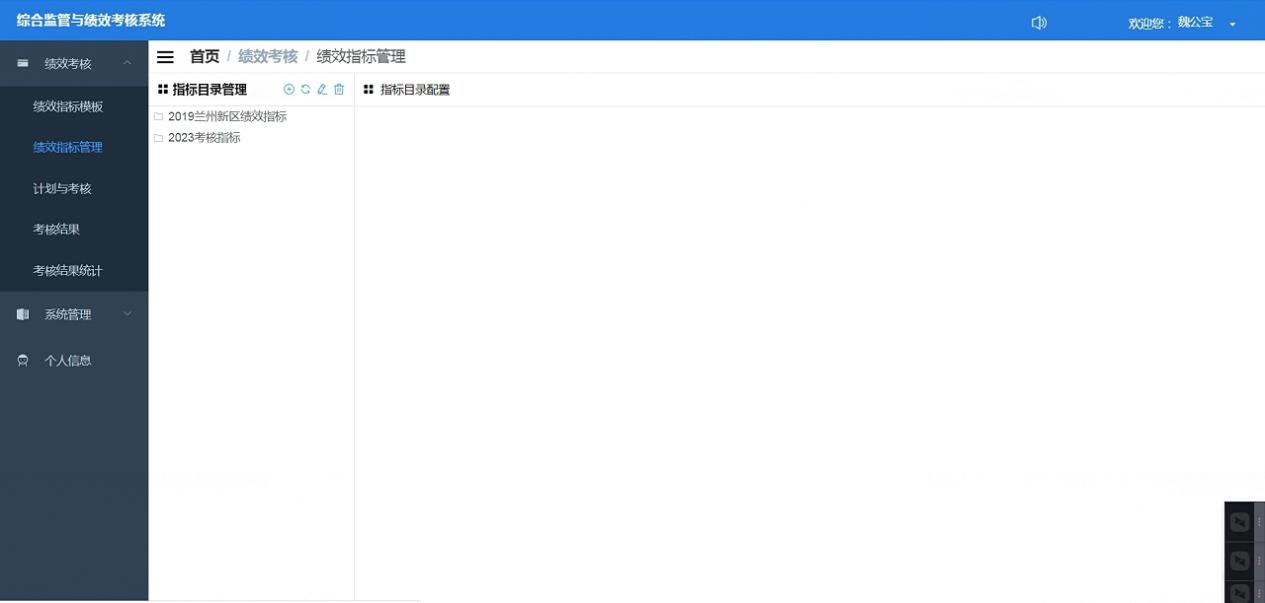 综合监管与绩效考核系统
欢迎您： 魏公宝
绩效考核
绩效指标模板
绩效指标管理
计划与考核
考核结果
考核结果统计
系统管理
个人信息
首页 / 绩效考核 / 绩效指标管理
指标目录管理
2019兰州新区绩效指标
2023考核指标
指标目录配置